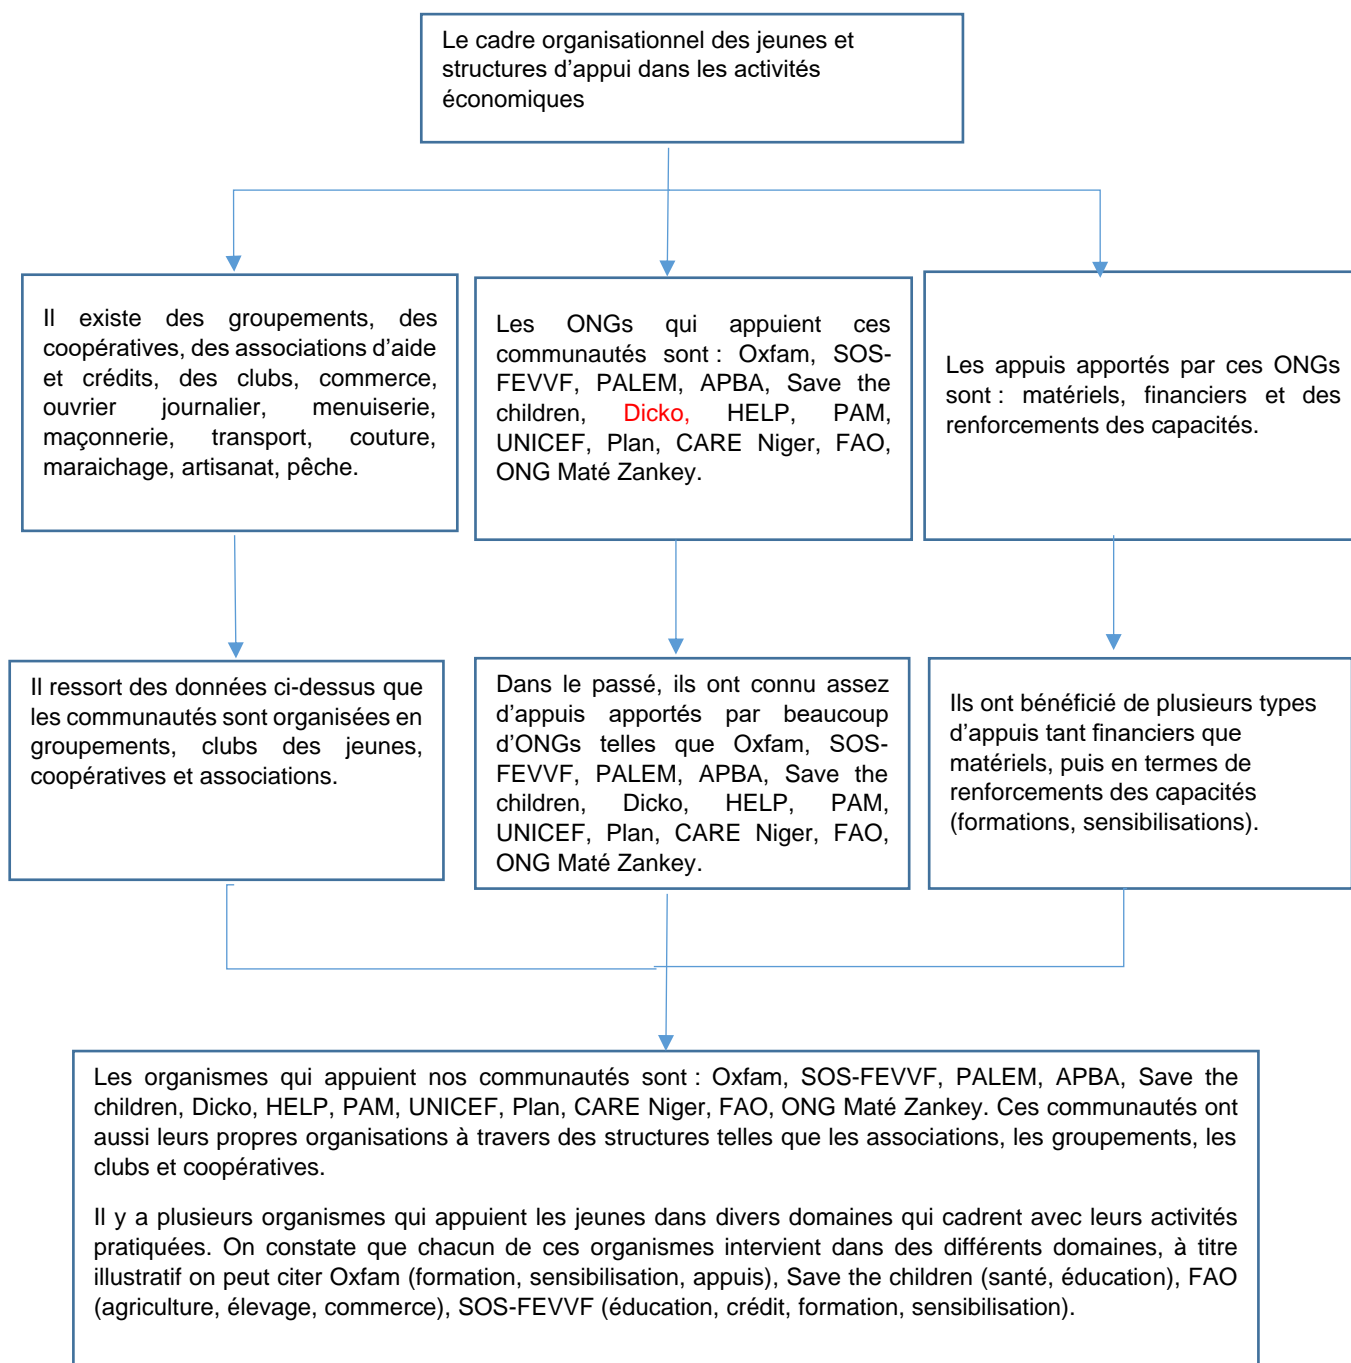 Le cadre organisationnel des jeunes et
structures d’appui dans les activités
économiques
Il existe des groupements, des
coopératives, des associations d’aide
et crédits, des clubs, commerce,
ouvrier journalier, menuiserie,
maçonnerie, transport, couture,
maraichage, artisanat, pêche.
Les ONGs qui appuient ces
communautés sont : Oxfam, SOS-
FEVVF, PALEM, APBA, Save the
children, Dicko, HELP, PAM,
UNICEF, Plan, CARE Niger, FAO,
ONG Maté Zankey.
Les appuis apportés par ces ONGs
sont : matériels, financiers et des
renforcements des capacités.
Il ressort des données ci-dessus que
les communautés sont organisées en
groupements, clubs des jeunes,
coopératives et associations.
Dans le passé, ils ont connu assez
d’appuis apportés par beaucoup
d’ONGs telles que Oxfam, SOS-
FEVVF, PALEM, APBA, Save the
children, Dicko, HELP, PAM,
UNICEF, Plan, CARE Niger, FAO,
ONG Maté Zankey.
Ils ont bénéficié de plusieurs types
d’appuis tant financiers que
matériels, puis en termes de
renforcements des capacités
(formations, sensibilisations).
Les organismes qui appuient nos communautés sont : Oxfam, SOS-FEVVF, PALEM, APBA, Save the
children, Dicko, HELP, PAM, UNICEF, Plan, CARE Niger, FAO, ONG Maté Zankey. Ces communautés ont
aussi leurs propres organisations à travers des structures telles que les associations, les groupements, les
clubs et coopératives.
Il y a plusieurs organismes qui appuient les jeunes dans divers domaines qui cadrent avec leurs activités
pratiquées. On constate que chacun de ces organismes intervient dans des différents domaines, à titre
illustratif on peut citer Oxfam (formation, sensibilisation, appuis), Save the children (santé, éducation), FAO
(agriculture, élevage, commerce), SOS-FEVVF (éducation, crédit, formation, sensibilisation).